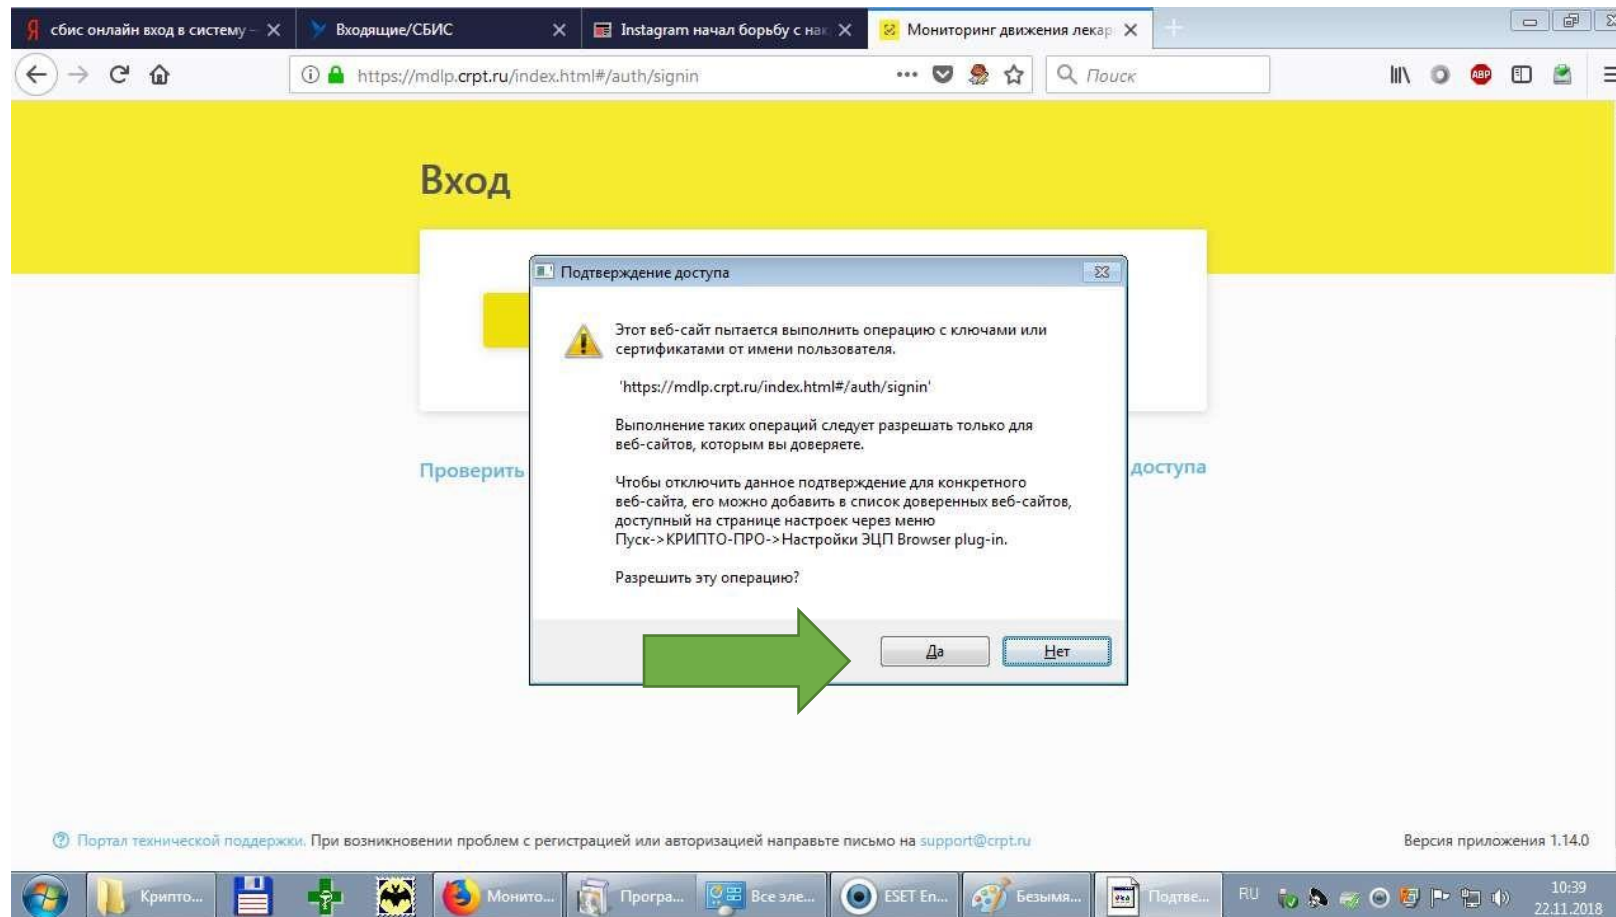 сбис онлайн вход в систему –
Входящие/СБИС
Instagram начал борьбу с нак
Мониторинг движения лекар
https://mdlp.crpt.ru/index.html#/auth/signin
Поиск
ABP
Вход
Подтверждение доступа
Этот веб-сайт пытается выполнить операцию с ключами или
сертификатами от имени пользователя.
'https://mdlp.crpt.ru/index.html#/auth/signin'
Выполнение таких операций следует разрешать только для
веб-сайтов, которым вы доверяете.
Чтобы отключить данное подтверждение для конкретного
веб-сайта, его можно добавить в список доверенных веб-сайтов,
доступный на странице настроек через меню
Пуск->КРИПТО-ПРО->Настройки ЭЦП Browser plug-in.
Разрешить эту операцию?
Да
Нет
Проверить
доступа
Портал технической поддержки. При возникновении проблем с регистрацией или авторизацией направьте письмо на support@crpt.ru
Версия приложения 1.14.0
Крипто...
Монито...
Програ...
Все эле...
ESET En...
Безымя...
Подтве...
RU
10:39
22.11.2018